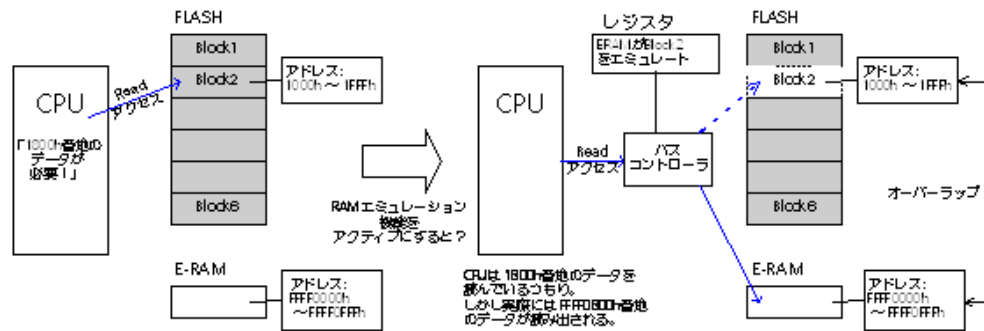 FLASH
Block1
Block2
Block6
CPU
Read
アクセス
「1800h番地の
データが
必要!」
アドレス:
1000h ~ 1FFFh
E-RAM
アドレス:
FFF0000h
~FFF0FFFh
RAMエミュレーション
機能を
アクティブにすると?
レジスタ
ERAMがBlock2
をエミュレート
CPU
Read
アクセス
バス
コントローラ
FLASH
Block1
Block2
Block6
アドレス:
1000h ~ 1FFFh
オーバーラップ
E-RAM
アドレス:
FFF0000h
~FFF0FFFh
CPUは1800h番地のデータを
読んでいるつもり。
しかし実際にはFFF0800h番地
のデータが読み出される。